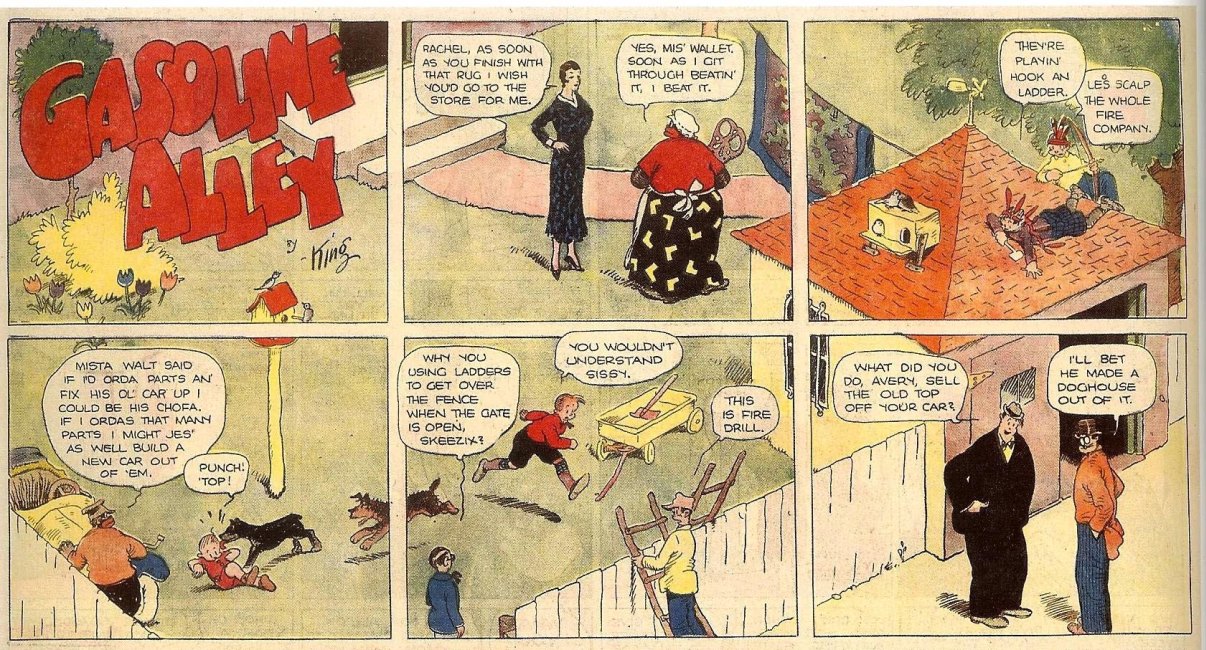 GASOLINE
ALLEY
BY
King
RACHEL, AS SOON
AS YOU FINISH WITH
THAT RUG I WISH
YOU'D GO TO THE
STORE FOR ME.
YES, MIS' WALLET.
SOON AS I GIT
THROUGH BEATIN'
IT, I BEAT IT.
THEY'RE
PLAYIN'
HOOK AN
LADDER.
LES SCALP
THE WHOLE
FIRE
COMPANY.
MISTA WALT SAID
IF I'D ORDA PARTS AN'
FIX HIS OL' CAR UP I
COULD BE HIS CHOFA.
IF I ORDAS THAT MANY
PARTS I MIGHT JES'
AS WELL BUILD A
NEW CAR OUT
OF 'EM.
PUNCH!
'TOP!
WHY YOU
USING LADDERS
TO GET OVER
THE FENCE
WHEN THE GATE
IS OPEN,
SKEEZIX?
YOU WOULDN'T
UNDERSTAND
SISSY.
THIS
IS FIRE
DRILL.
WHAT DID YOU
DO, AVERY, SELL
THE OLD TOP
OFF YOUR CAR?
I'LL BET
HE MADE A
DOGHOUSE
OUT OF IT.